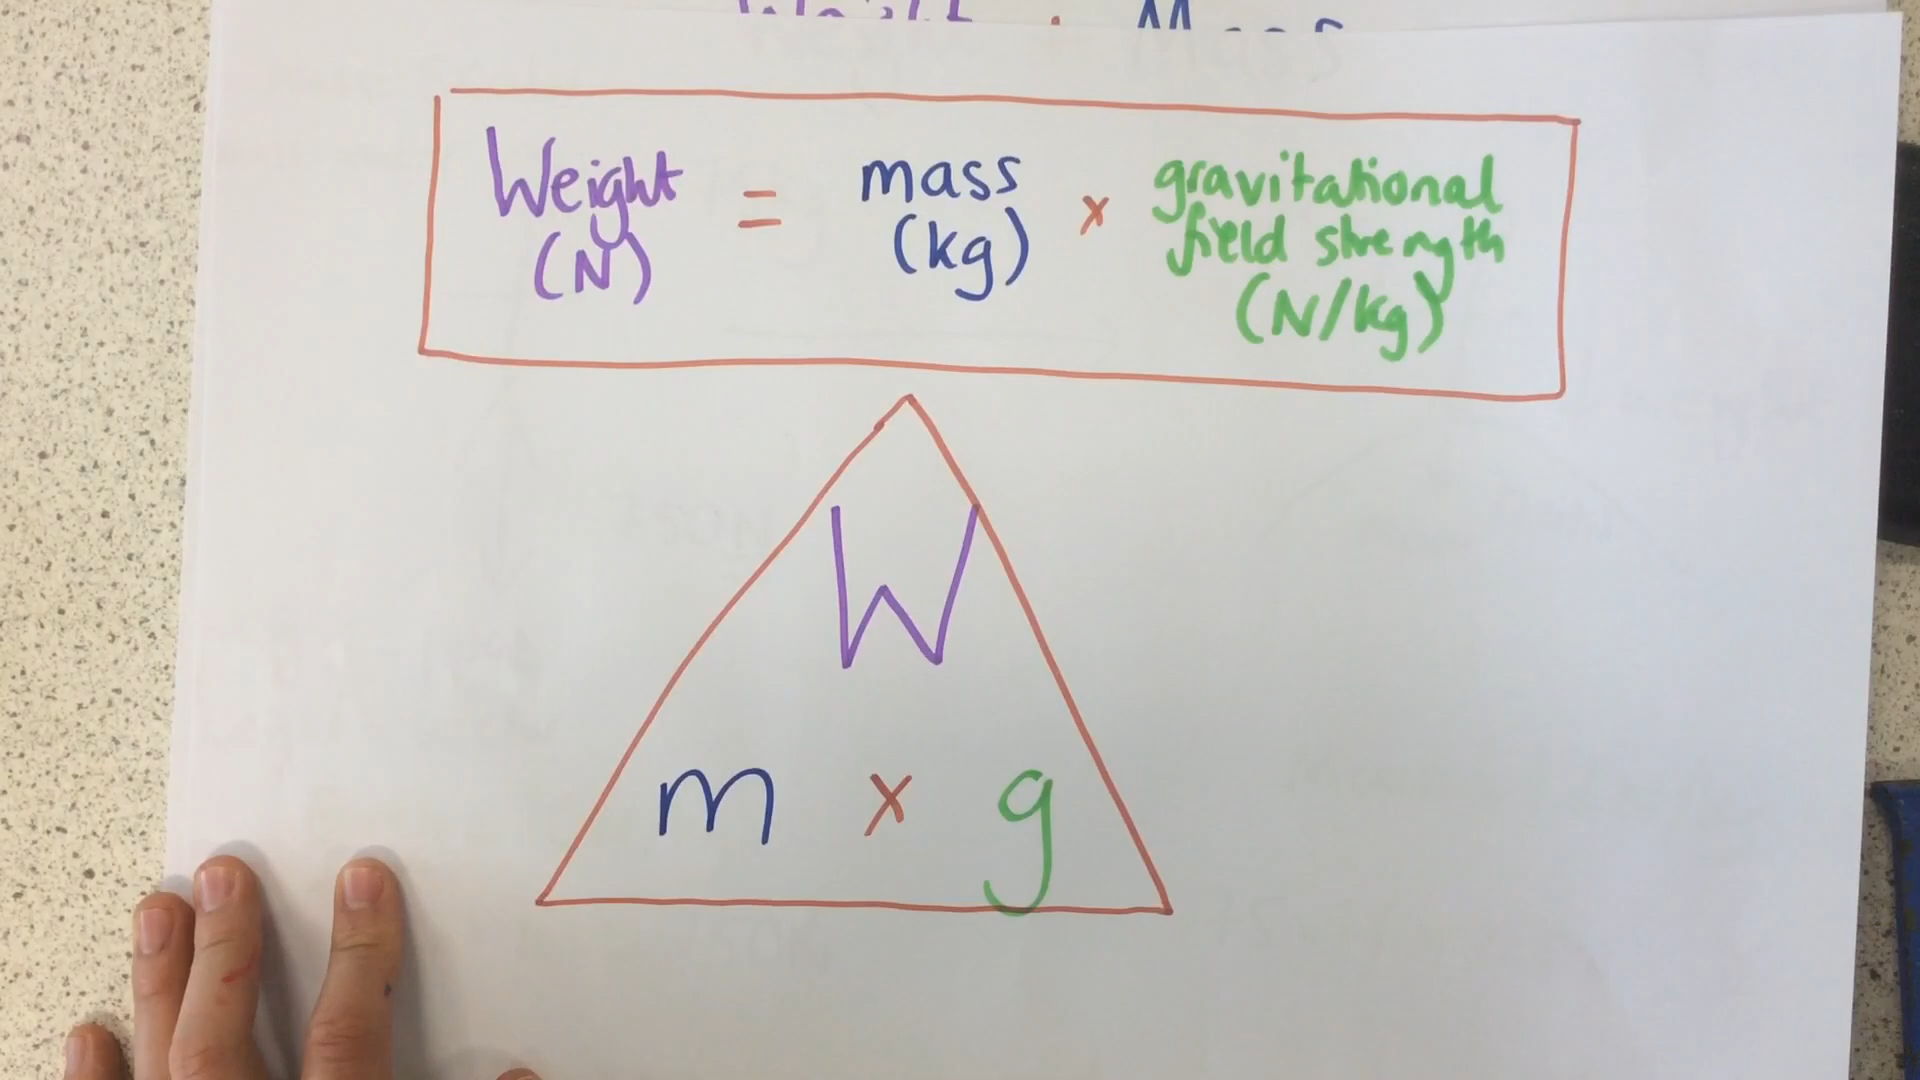 Weight = mass × gravitational
field strength
(N) (kg) (N/kg)
W
m × g